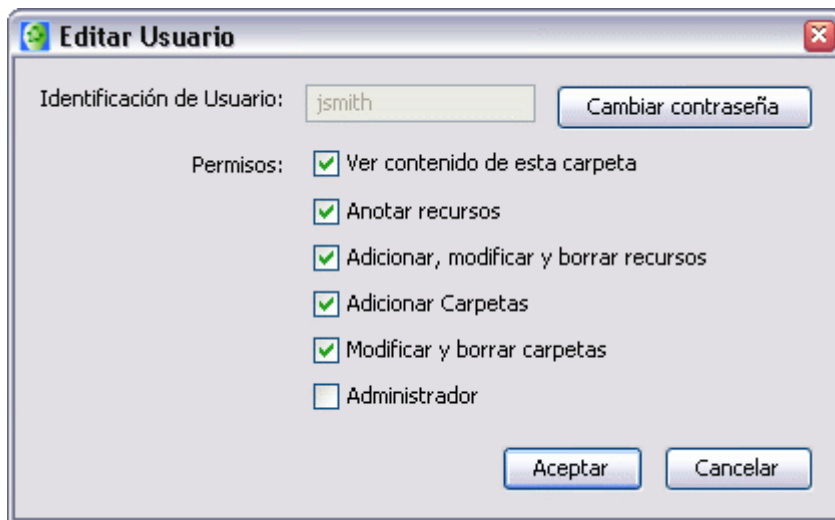 Editar Usuario
Identificación de Usuario: jsmith Cambiar contraseña
Permisos: Ver contenido de esta carpeta
Anotar recursos
Adicionar, modificar y borrar recursos
Adicionar Carpetas
Modificar y borrar carpetas
Administrador
Aceptar Cancelar